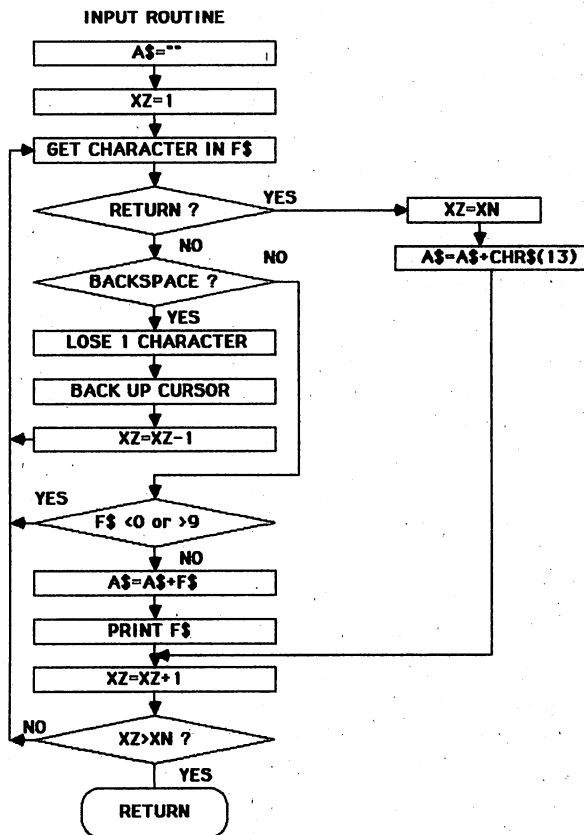 INPUT ROUTINE
A$=""
XZ=1
GET CHARACTER IN F$
RETURN ?
YES
XZ=XN
A$=A$+CHR$(13)
NO
BACKSPACE ?
NO
YES
LOSE 1 CHARACTER
BACK UP CURSOR
XZ=XZ-1
YES
F$ <0 or >9
NO
A$=A$+F$
PRINT F$
XZ=XZ+1
NO
XZ>XN ?
YES
RETURN